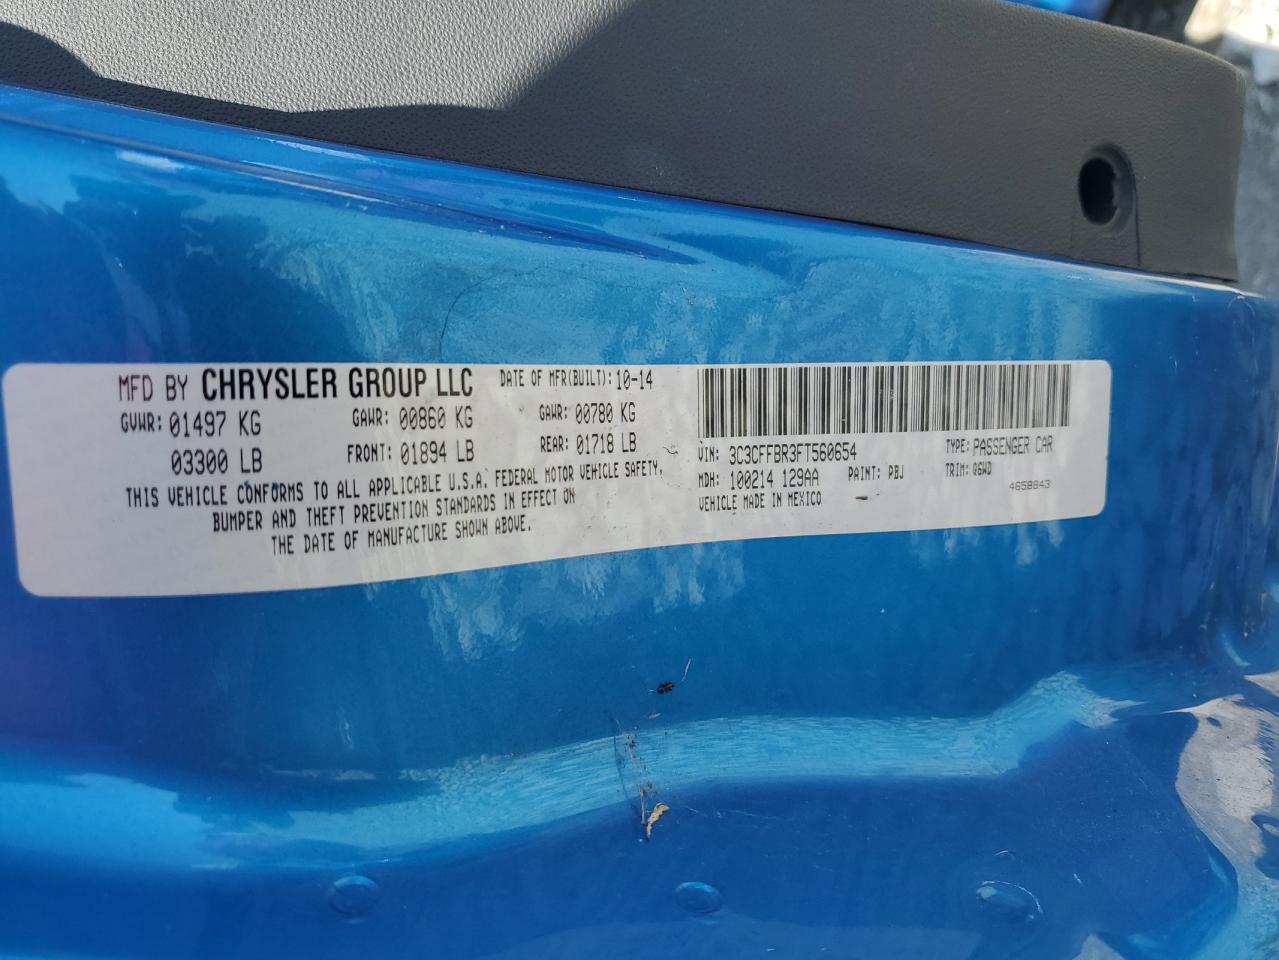 MFD BY CHRYSLER GROUP LLC DATE OF MFR(BUILT): 10-14
GVWR: 01497 KG GAWR: 00860 KG GAWR: 00780 KG
03300 LB FRONT: 01894 LB REAR: 01718 LB
THIS VEHICLE CONFORMS TO ALL APPLICABLE U.S.A. FEDERAL MOTOR VEHICLE SAFETY,
BUMPER AND THEFT PREVENTION STANDARDS IN EFFECT ON
THE DATE OF MANUFACTURE SHOWN ABOVE.
VIN: 3C3CFFBR3FT560654 TYPE: PASSENGER CAR
MDH: 100214 129AA PAINT: PBJ TRIM: Q6WD
VEHICLE MADE IN MEXICO 4658843